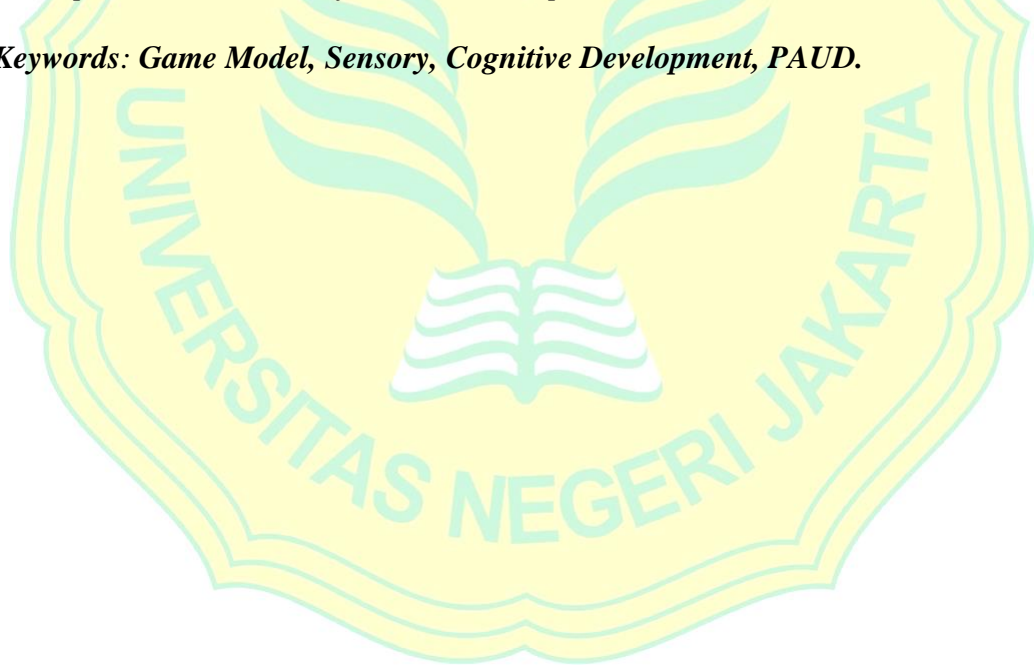 Keywords: Game Model, Sensory, Cognitive Development, PAUD.
UNIVERSITAS NEGERI JAKARTA